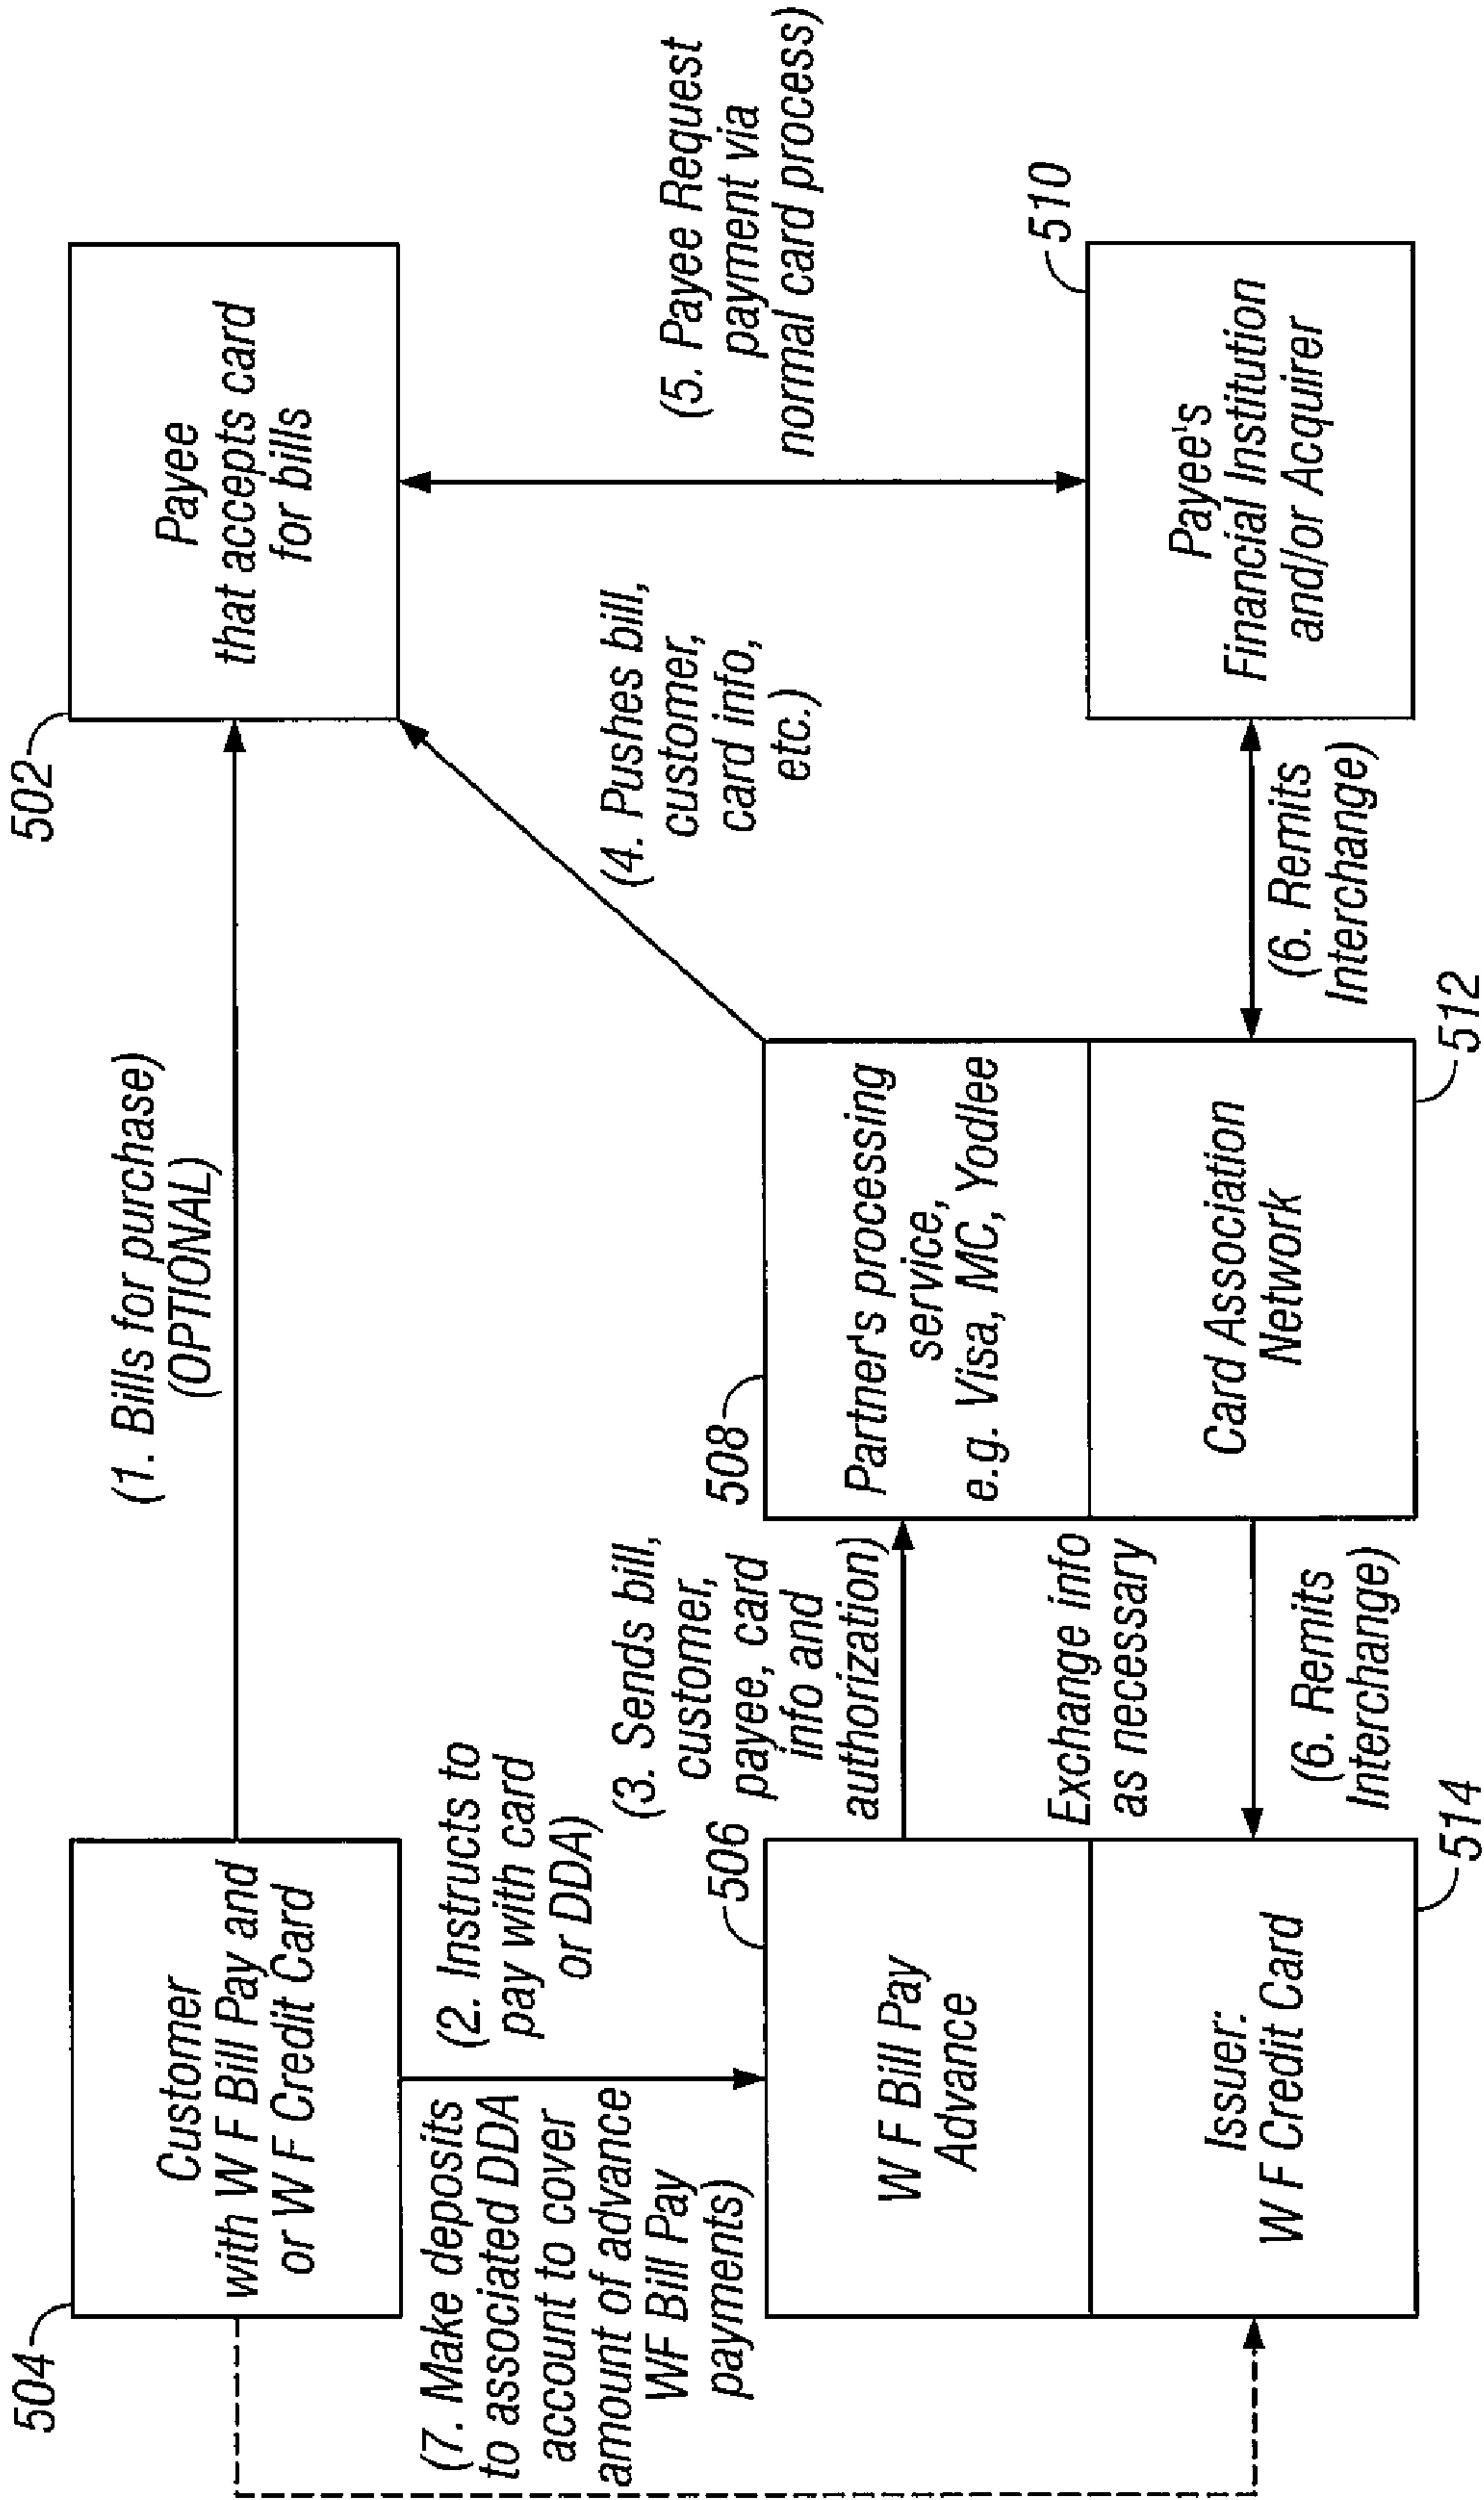 504
Customer
with W F Bill Pay and
or W F Credit Card
(1. Bills for purchase)
(OPTIONAL)
502
Payee
that accepts card
for bills
(7. Make deposits
to associated DDA
account to cover
amount of advance
WF Bill Pay
payments)
(2. Instructs to
pay with card
or DDA)
(3. Sends bill,
customer,
payee, card
info and
authorization)
(4. Pushes bill,
customer,
card info,
etc.)
(5. Payee Request
payment via
normal card process)
506
W F Bill Pay
Advance
508
Partner's processing
service,
e.g. Visa, MC, Yodlee
Exchange info
as necessary
510
Payee's
Financial Institution
and/or Acquirer
Issuer:
W F Credit Card
514
(6. Remits
Interchange)
Card Association
Network
512
(6. Remits
Interchange)